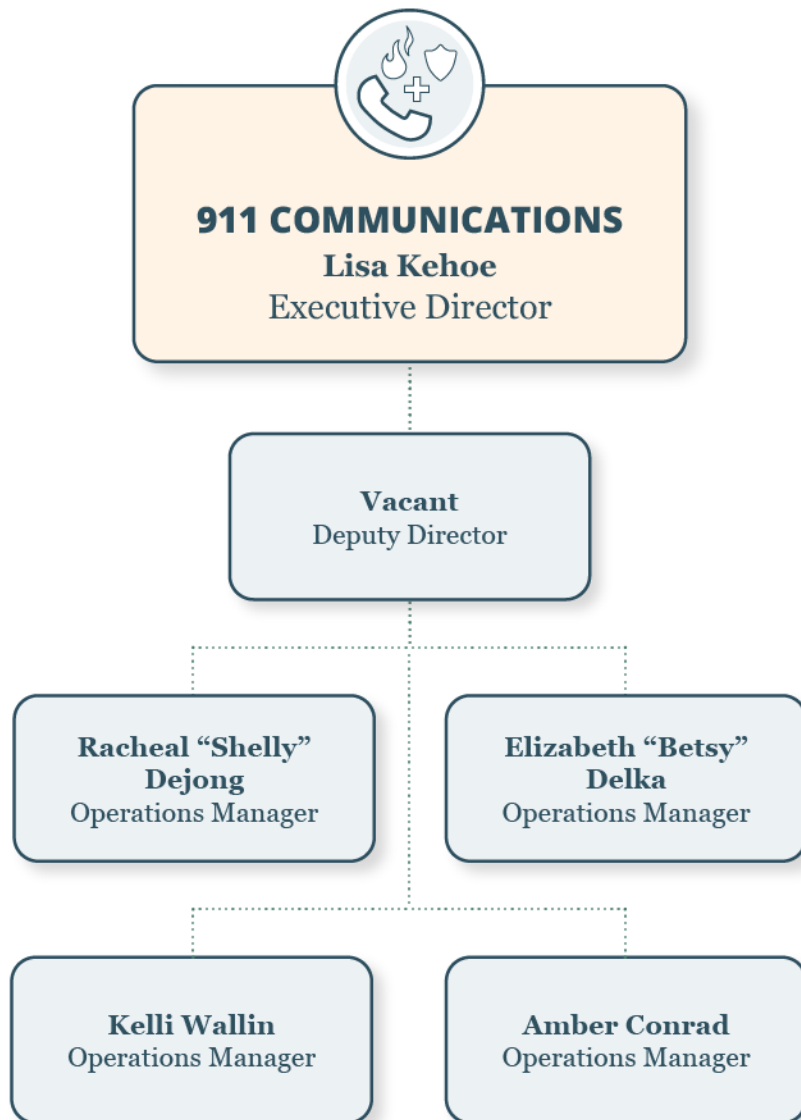 911 COMMUNICATIONS
Lisa Kehoe
Executive Director
Vacant
Deputy Director
Racheal “Shelly”
Dejong
Operations Manager
Elizabeth “Betsy”
Delka
Operations Manager
Kelli Wallin
Operations Manager
Amber Conrad
Operations Manager